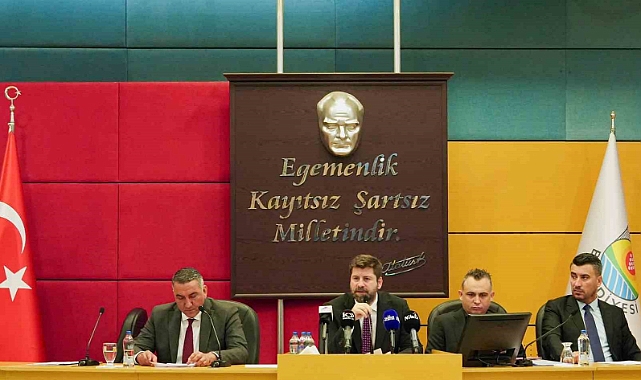 Egemenlik
Kayıtsız Şartsız
Milletindir.